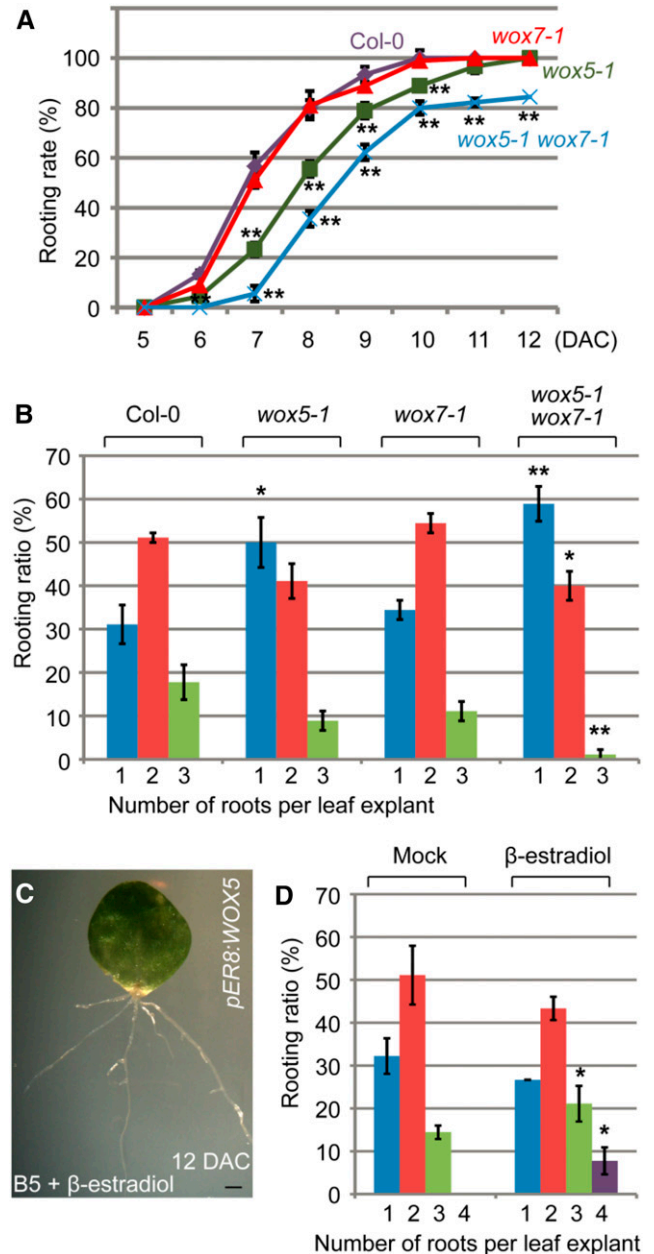 A
Col-0
wox7-1
wox5-1
wox5-1 wox7-1
Rooting rate (%)
100
80
60
40
20
0
**
**
**
**
**
**
**
**
**
**
**
5 6 7 8 9 10 11 12 (DAC)
B
Col-0
wox5-1
wox7-1
wox5-1
wox7-1
Rooting ratio (%)
70
60
50
40
30
20
10
0
*
**
*
**
1 2 3 1 2 3 1 2 3 1 2 3
Number of roots per leaf explant
C
pER8:WOX5
12 DAC
B5 + β-estradiol
D
Mock
β-estradiol
Rooting ratio (%)
70
60
50
40
30
20
10
0
*
*
1 2 3 4 1 2 3 4
Number of roots per leaf explant